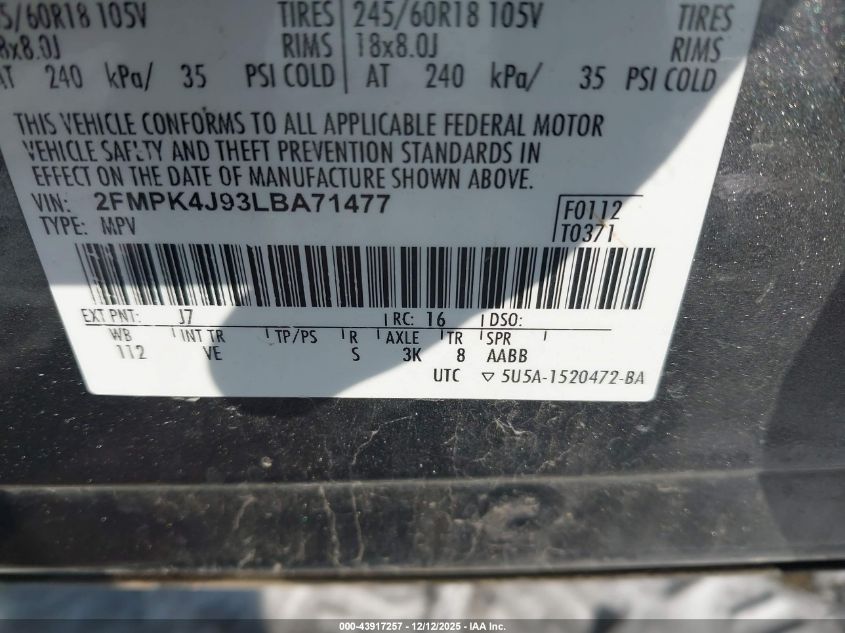 5/60R18 105V TIRES 245/60R18 105V TIRES
8x8.0J RIMS 18x8.0J RIMS
AT 240 kPa/ 35 PSI COLD AT 240 kPa/ 35 PSI COLD
THIS VEHICLE CONFORMS TO ALL APPLICABLE FEDERAL MOTOR
VEHICLE SAFETY AND THEFT PREVENTION STANDARDS IN
EFFECT ON THE DATE OF MANUFACTURE SHOWN ABOVE.
VIN: 2FMPK4J93LBA71477 F0112
TYPE: MPV T0371
EXT PNT: J7 RC: 16 DSO:
WB INT TR TP/PS R AXLE TR SPR
112 VE S 3K 8 AABB
UTC ▽ 5U5A-1520472-BA
000-43917257 - 12/12/2025 - IAA Inc.